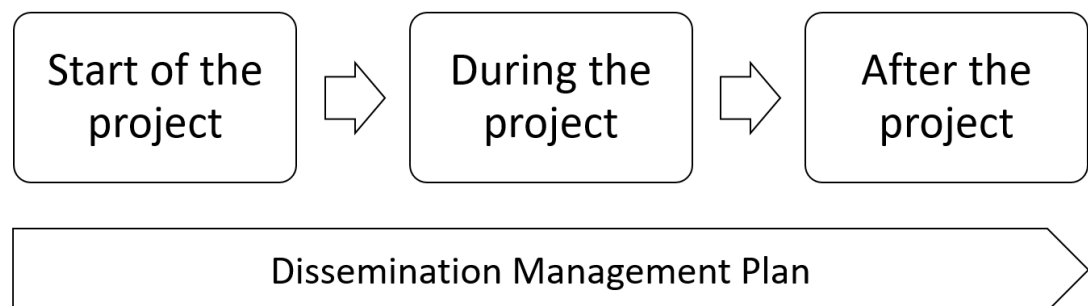 Start of the
project
During the
project
After the
project
Dissemination Management Plan